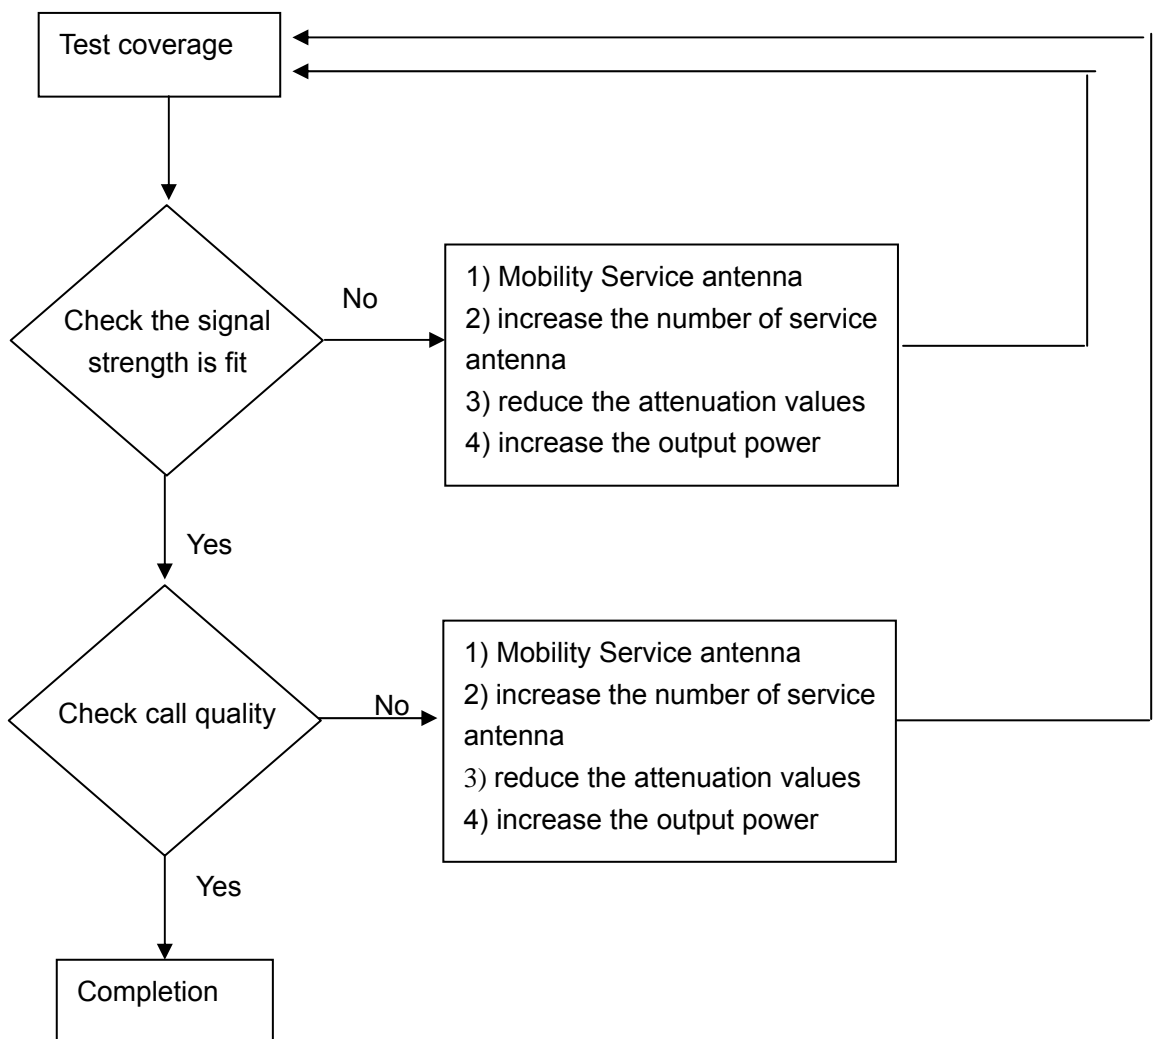 Test coverage
No
Check the signal
strength is fit
1) Mobility Service antenna
2) increase the number of service
antenna
3) reduce the attenuation values
4) increase the output power
Yes
Check call quality
No
1) Mobility Service antenna
2) increase the number of service
antenna
3) reduce the attenuation values
4) increase the output power
Yes
Completion